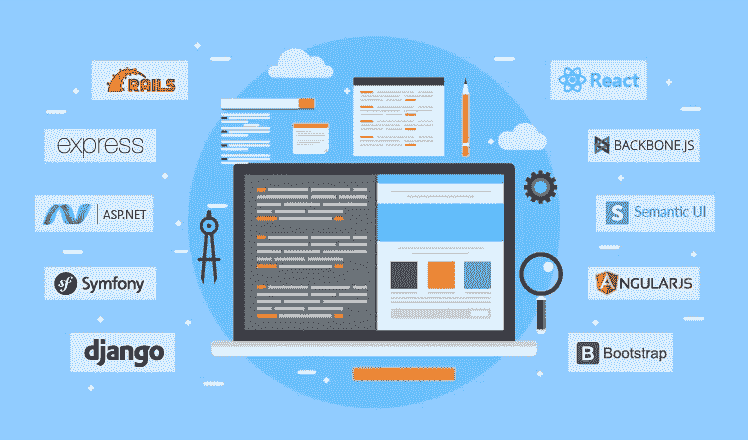 RAILS
express
ASP.NET
Symfony
django
React
BACKBONE.JS
Semantic UI
ANGULARJS
Bootstrap